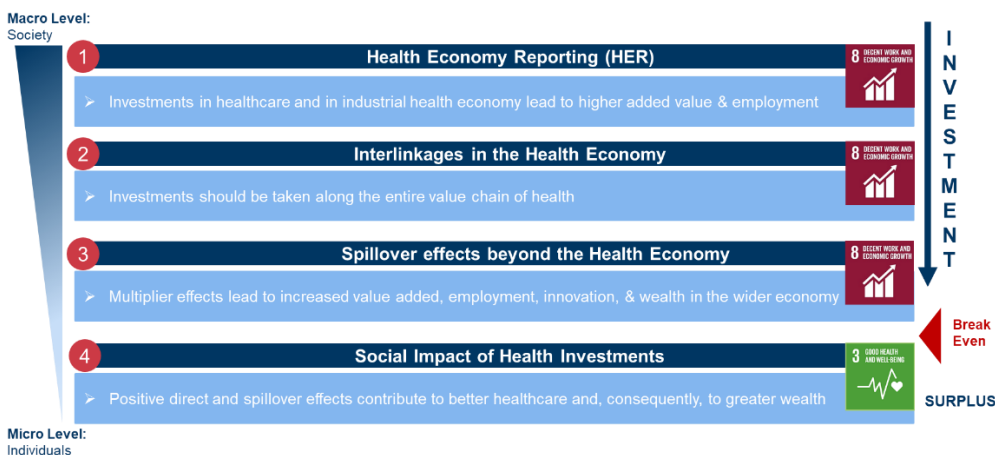 Macro Level:
Society
1
Health Economy Reporting (HER)
8 DECENT WORK AND
ECONOMIC GROWTH
Investments in healthcare and in industrial health economy lead to higher added value & employment
2
Interlinkages in the Health Economy
8 DECENT WORK AND
ECONOMIC GROWTH
Investments should be taken along the entire value chain of health
3
Spillover effects beyond the Health Economy
8 DECENT WORK AND
ECONOMIC GROWTH
Multiplier effects lead to increased value added, employment, innovation, & wealth in the wider economy
4
Social Impact of Health Investments
3 GOOD HEALTH
AND WELL-BEING
Positive direct and spillover effects contribute to better healthcare and, consequently, to greater wealth
Micro Level:
Individuals
INVESTMENT
Break
Even
SURPLUS